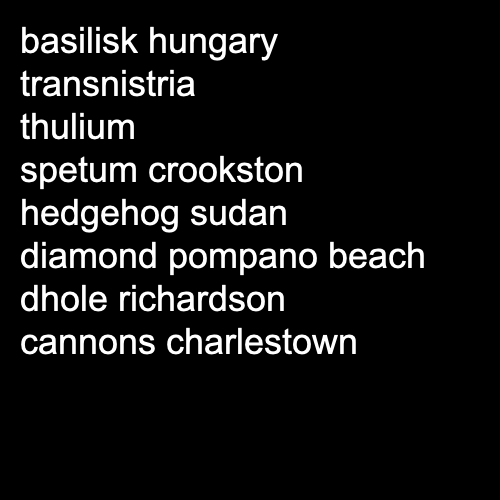 basilisk hungary
transnistria
thulium
spetum crookston
hedgehog sudan
diamond pompano beach
dhole richardson
cannons charlestown